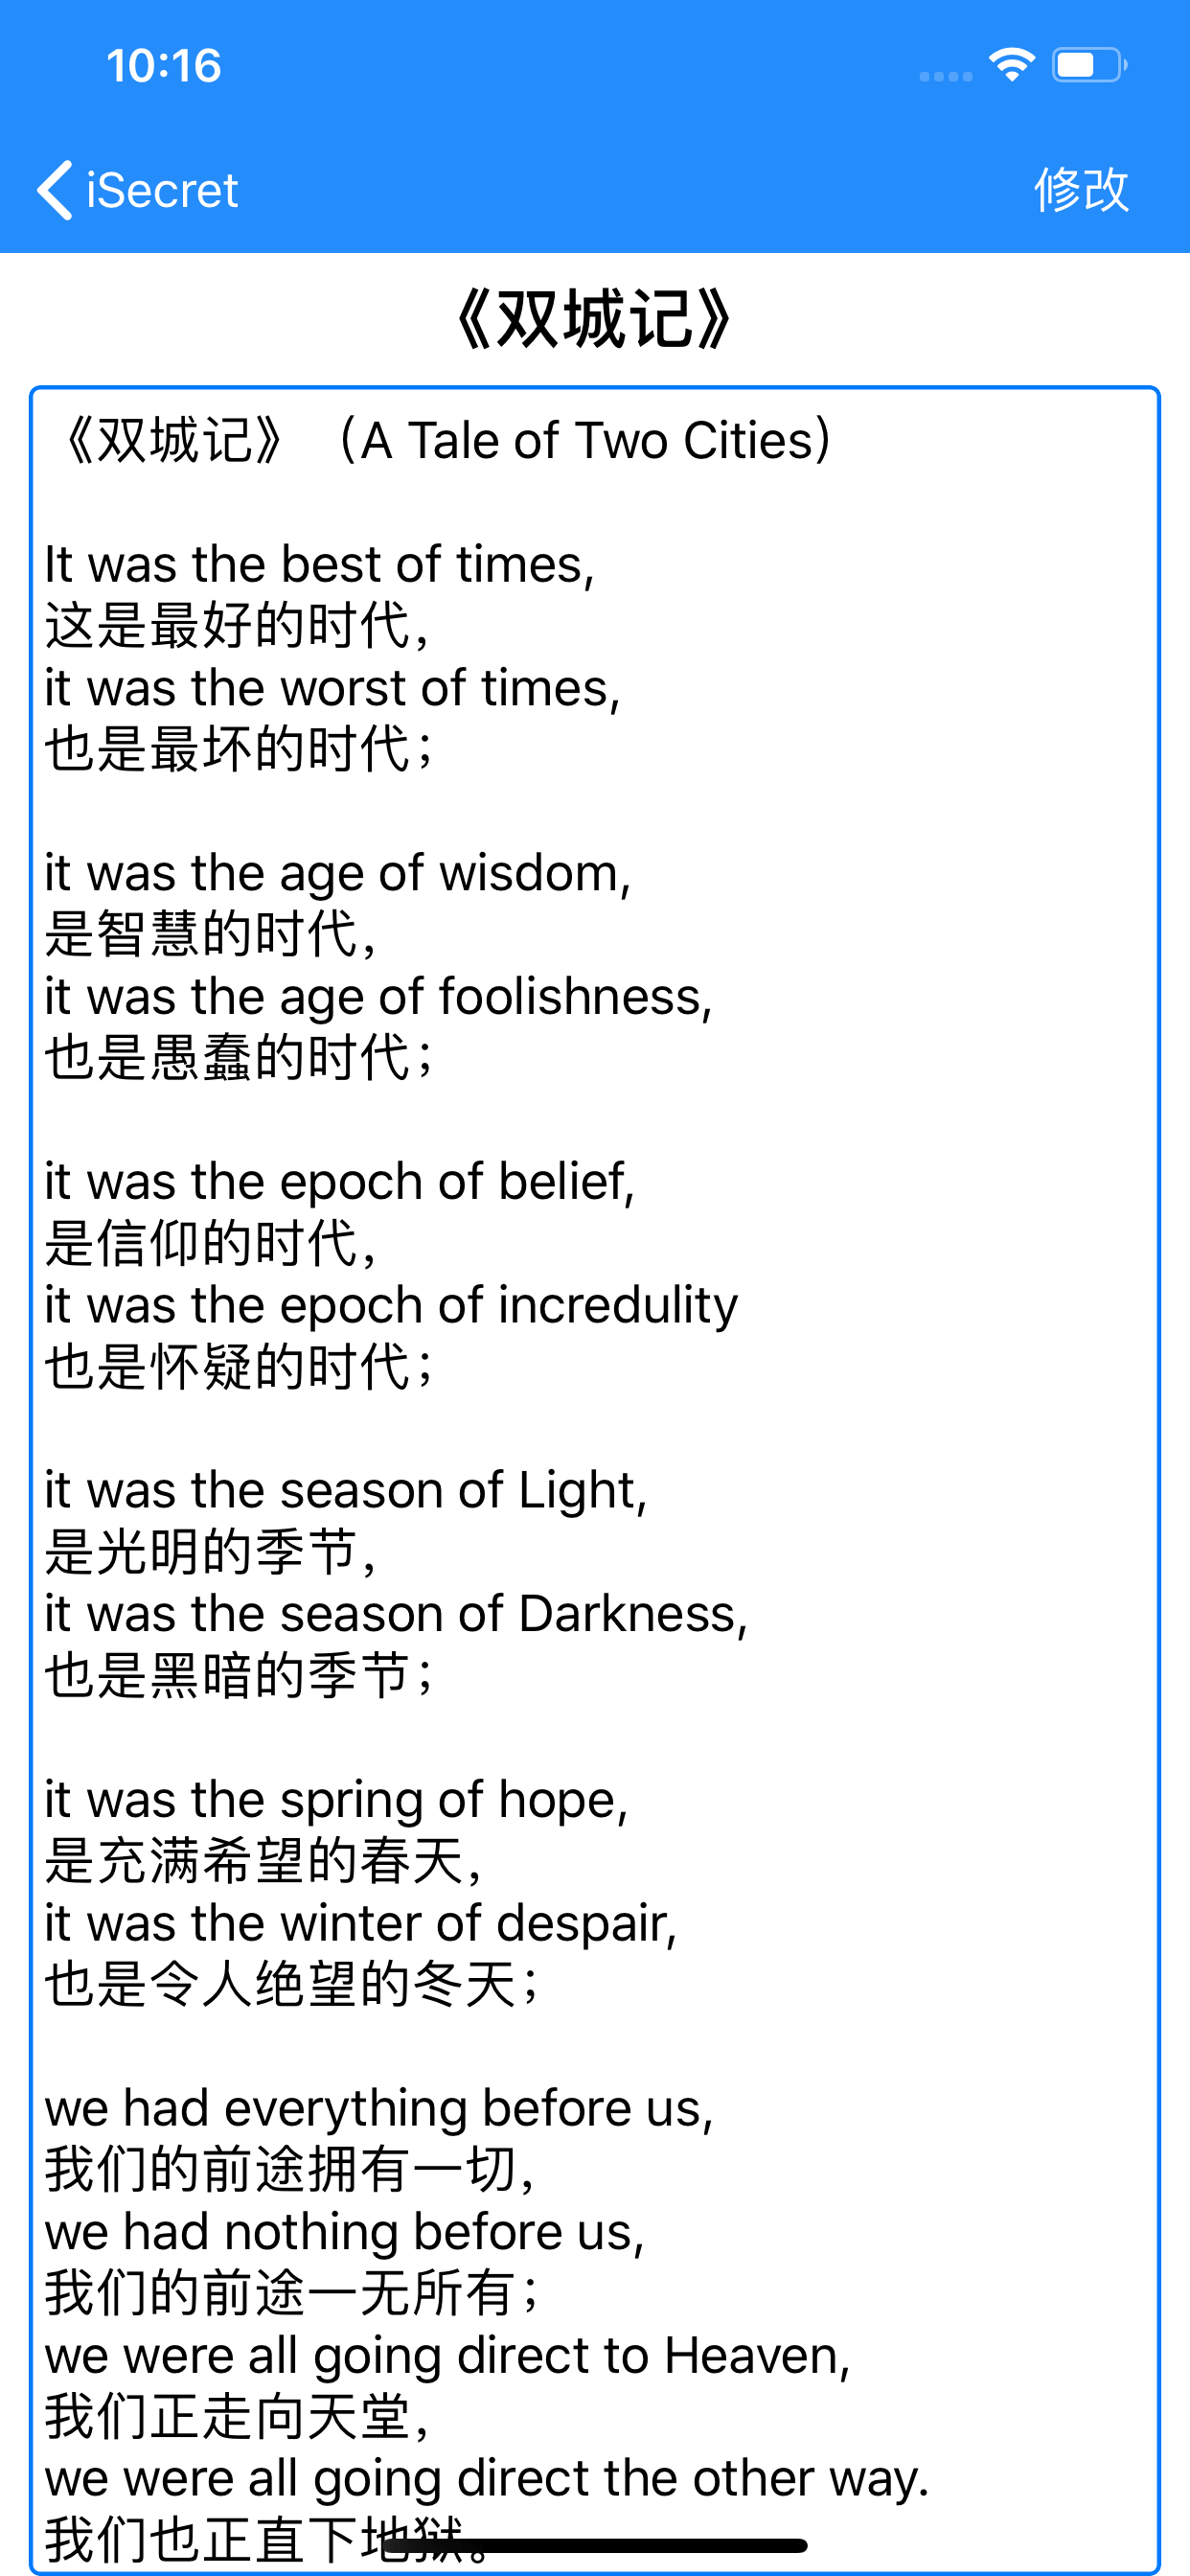 10:16
iSecret
修改
《双城记》
《双城记》（A Tale of Two Cities）
It was the best of times,
这是最好的时代，
it was the worst of times,
也是最坏的时代；
it was the age of wisdom,
是智慧的时代，
it was the age of foolishness,
也是愚蠢的时代；
it was the epoch of belief,
是信仰的时代，
it was the epoch of incredulity
也是怀疑的时代；
it was the season of Light,
是光明的季节，
it was the season of Darkness,
也是黑暗的季节；
it was the spring of hope,
是充满希望的春天，
it was the winter of despair,
也是令人绝望的冬天；
we had everything before us,
我们的前途拥有一切，
we had nothing before us,
我们的前途一无所有；
we were all going direct to Heaven,
我们正走向天堂，
we were all going direct the other way.
我们也正直下地狱。